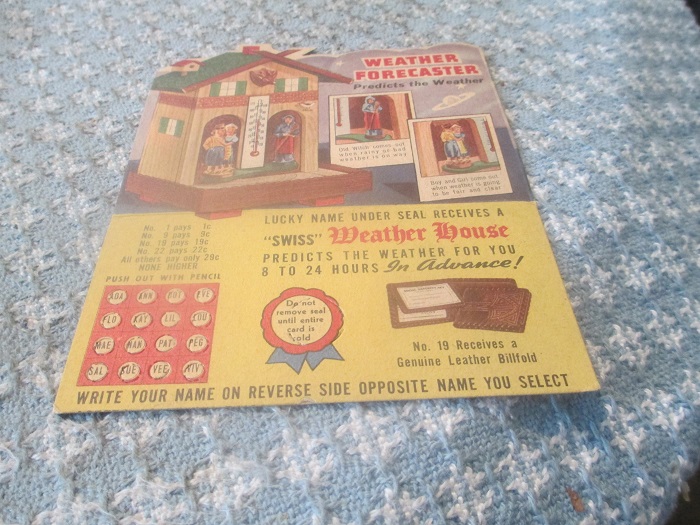 WEATHER
FORECASTER
Predicts the Weather
Old Witch comes out
when rainy or bad
weather is on way
Boy and Girl come out
when weather is going
to be fair and clear
LUCKY NAME UNDER SEAL RECEIVES A
"SWISS" Weather House
PREDICTS THE WEATHER FOR YOU
8 TO 24 HOURS In Advance!
No. 1 pays 1c
No. 9 pays 9c
No. 19 pays 19c
No. 22 pays 22c
All others pay only 29c
NONE HIGHER
PUSH OUT WITH PENCIL
ADA ANN DOT EVE
FLO KAY LIL LOU
MAE NAN PAT PEG
SAL SUE VEE VIV
Do not
remove seal
until entire
card is
sold
No. 19 Receives a
Genuine Leather Billfold
WRITE YOUR NAME ON REVERSE SIDE OPPOSITE NAME YOU SELECT